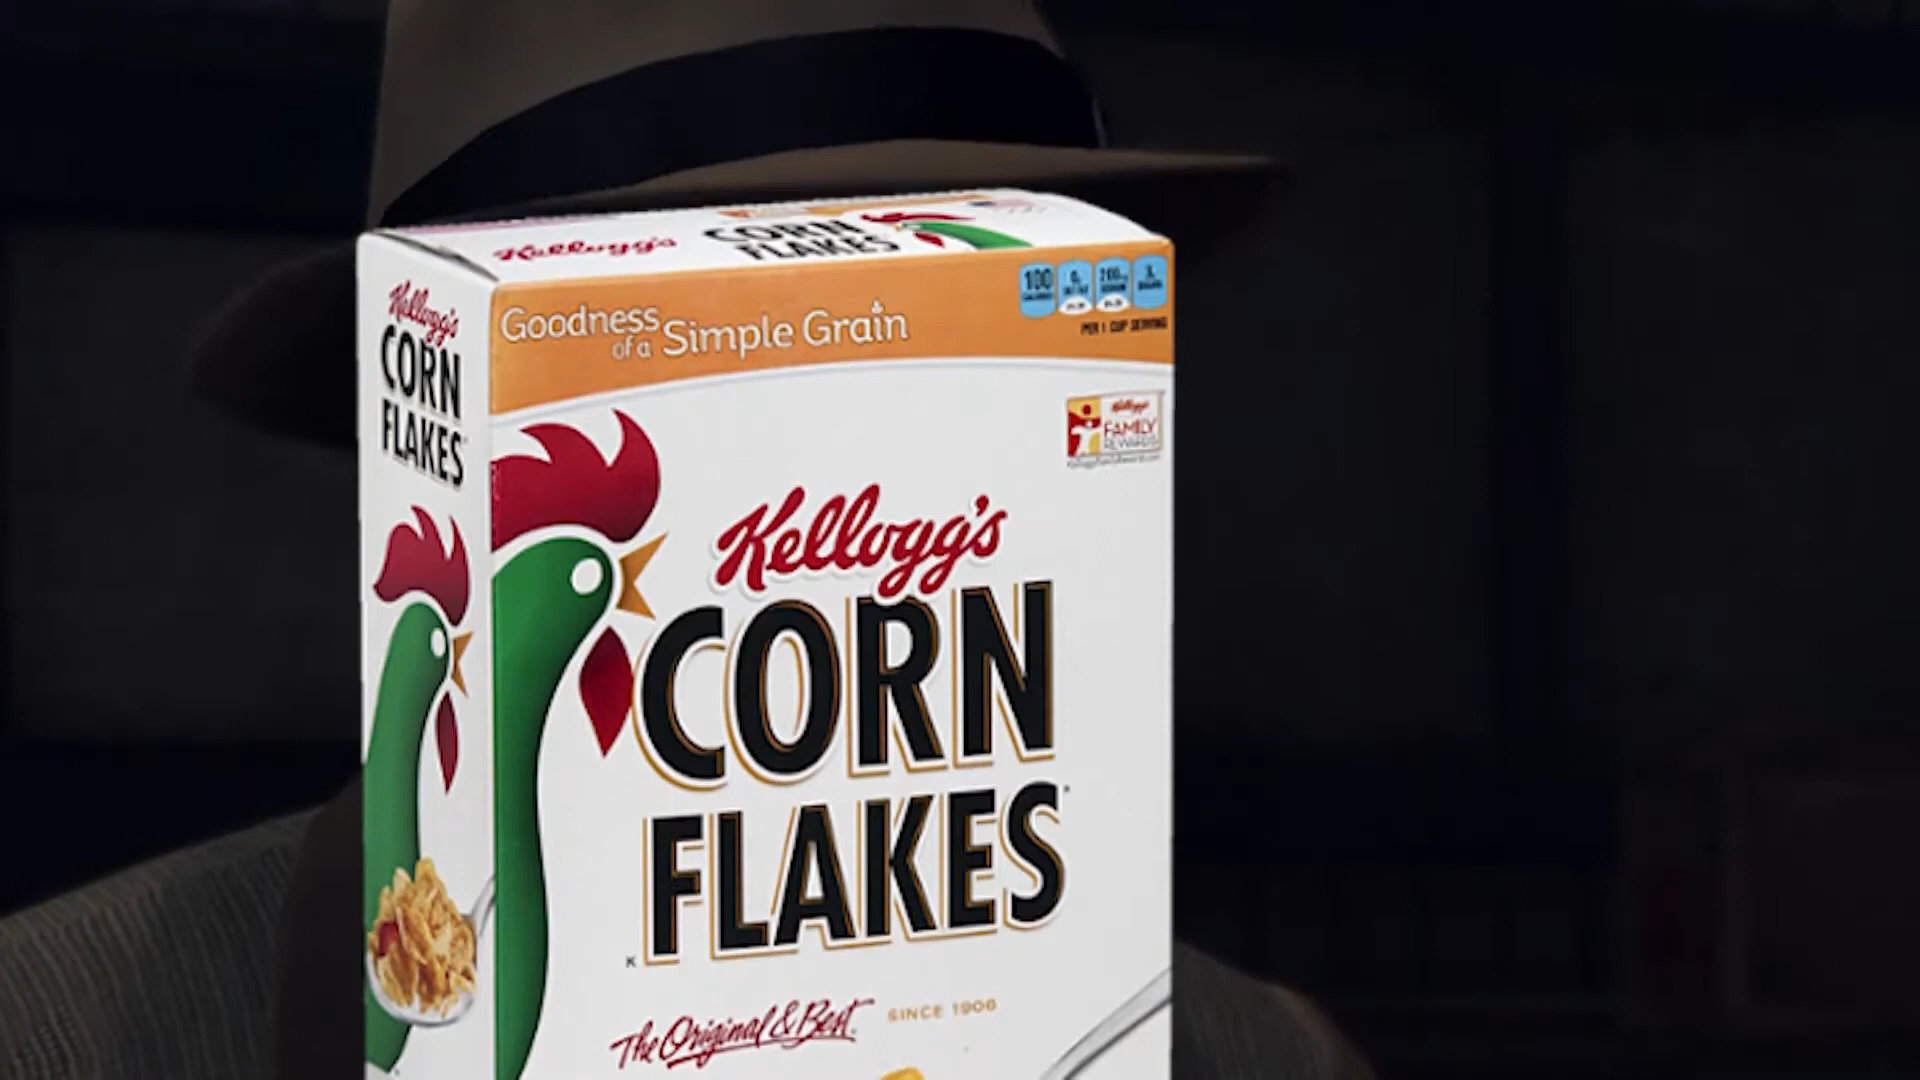 Kellogg's
CORN
FLAKES
Kellogg's
CORN
FLAKES
Goodness
of a Simple Grain
100
PER 1 CUP SERVING
Kellogg's
FAMILY
REWARDS
Kellogg's
CORN
FLAKES
K
The Original & Best
SINCE 1906